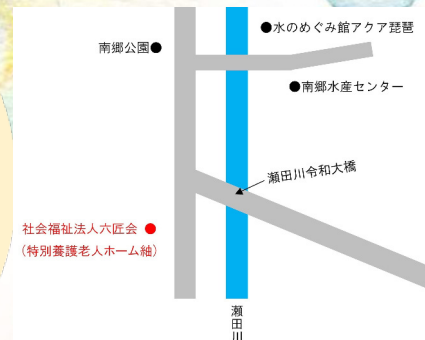 ●水のめぐみ館アクア琵琶
南郷公園●
●南郷水産センター
瀬田川令和大橋
社会福祉法人六匠会 ●
（特別養護老人ホーム紬）
瀬田川